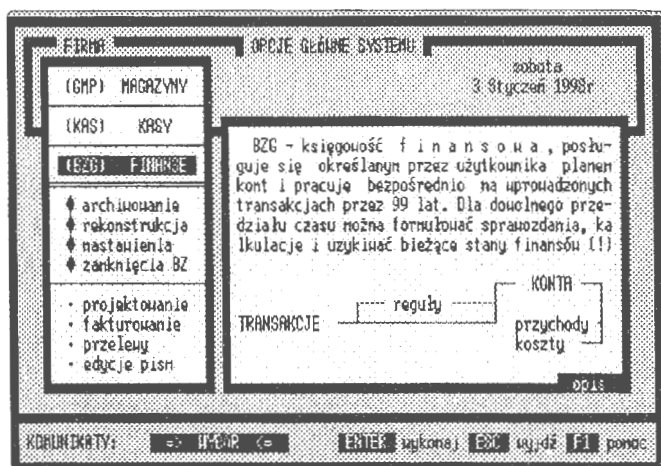 FIRMA
OPCJE GŁÓWNE SYSTEMU
sobota
3 Styczeń 1998r
(GMP) MAGAZYNY
(KAS) KASY
(BZG) FINANSE
archiwowanie
rekonstrukcja
nastawienia
zamknięcia BZ
· projektowanie
· fakturowanie
· przelewy
· edycje pism
BZG - księgowość f i n a n s o w a , posłu-
guje się określanym przez użytkownika planem
kont i pracuje bezpośrednio na wprowadzonych
transakcjach przez 99 lat. Dla dowolnego prze-
działu czasu można formułować sprawozdania, ka
lkulacje i uzykiwać bieżące stany finansów (!)
KONTA
reguły
TRANSAKCJE
przychody
koszty
opis
KOMUNIKATY: => WYBÓR <= ENTER wykonaj ESC wyjdź F1 pomoc